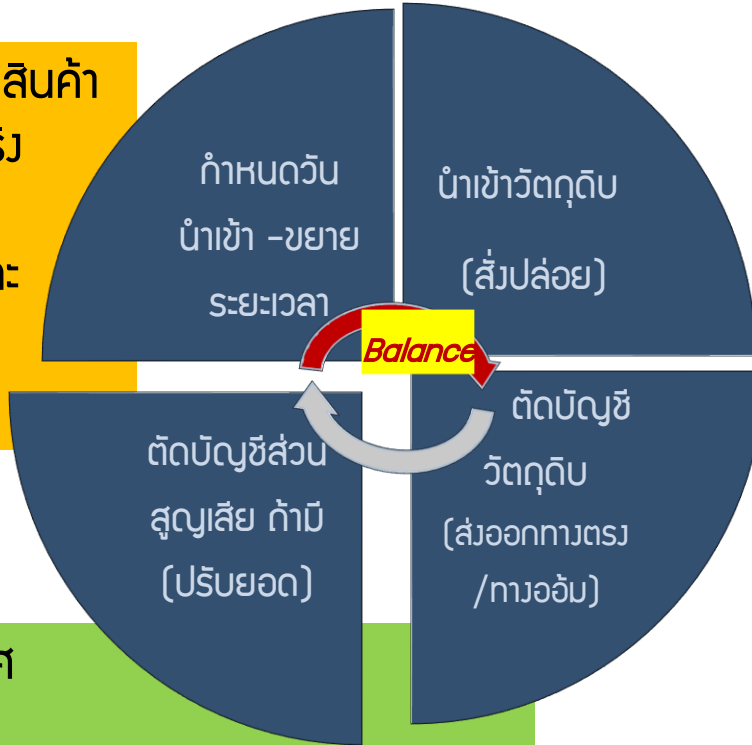 สินค้า
กำหนดวัน
นำเข้า -ขยาย
ระยะเวลา
นำเข้าวัตถุดิบ
(สั่งปล่อย)
Balance
ตัดบัญชีส่วน
สูญเสีย ถ้ามี
(ปรับยอด)
ตัดบัญชี
วัตถุดิบ
(ส่งออกทางตรง
/ทางออ้ม)